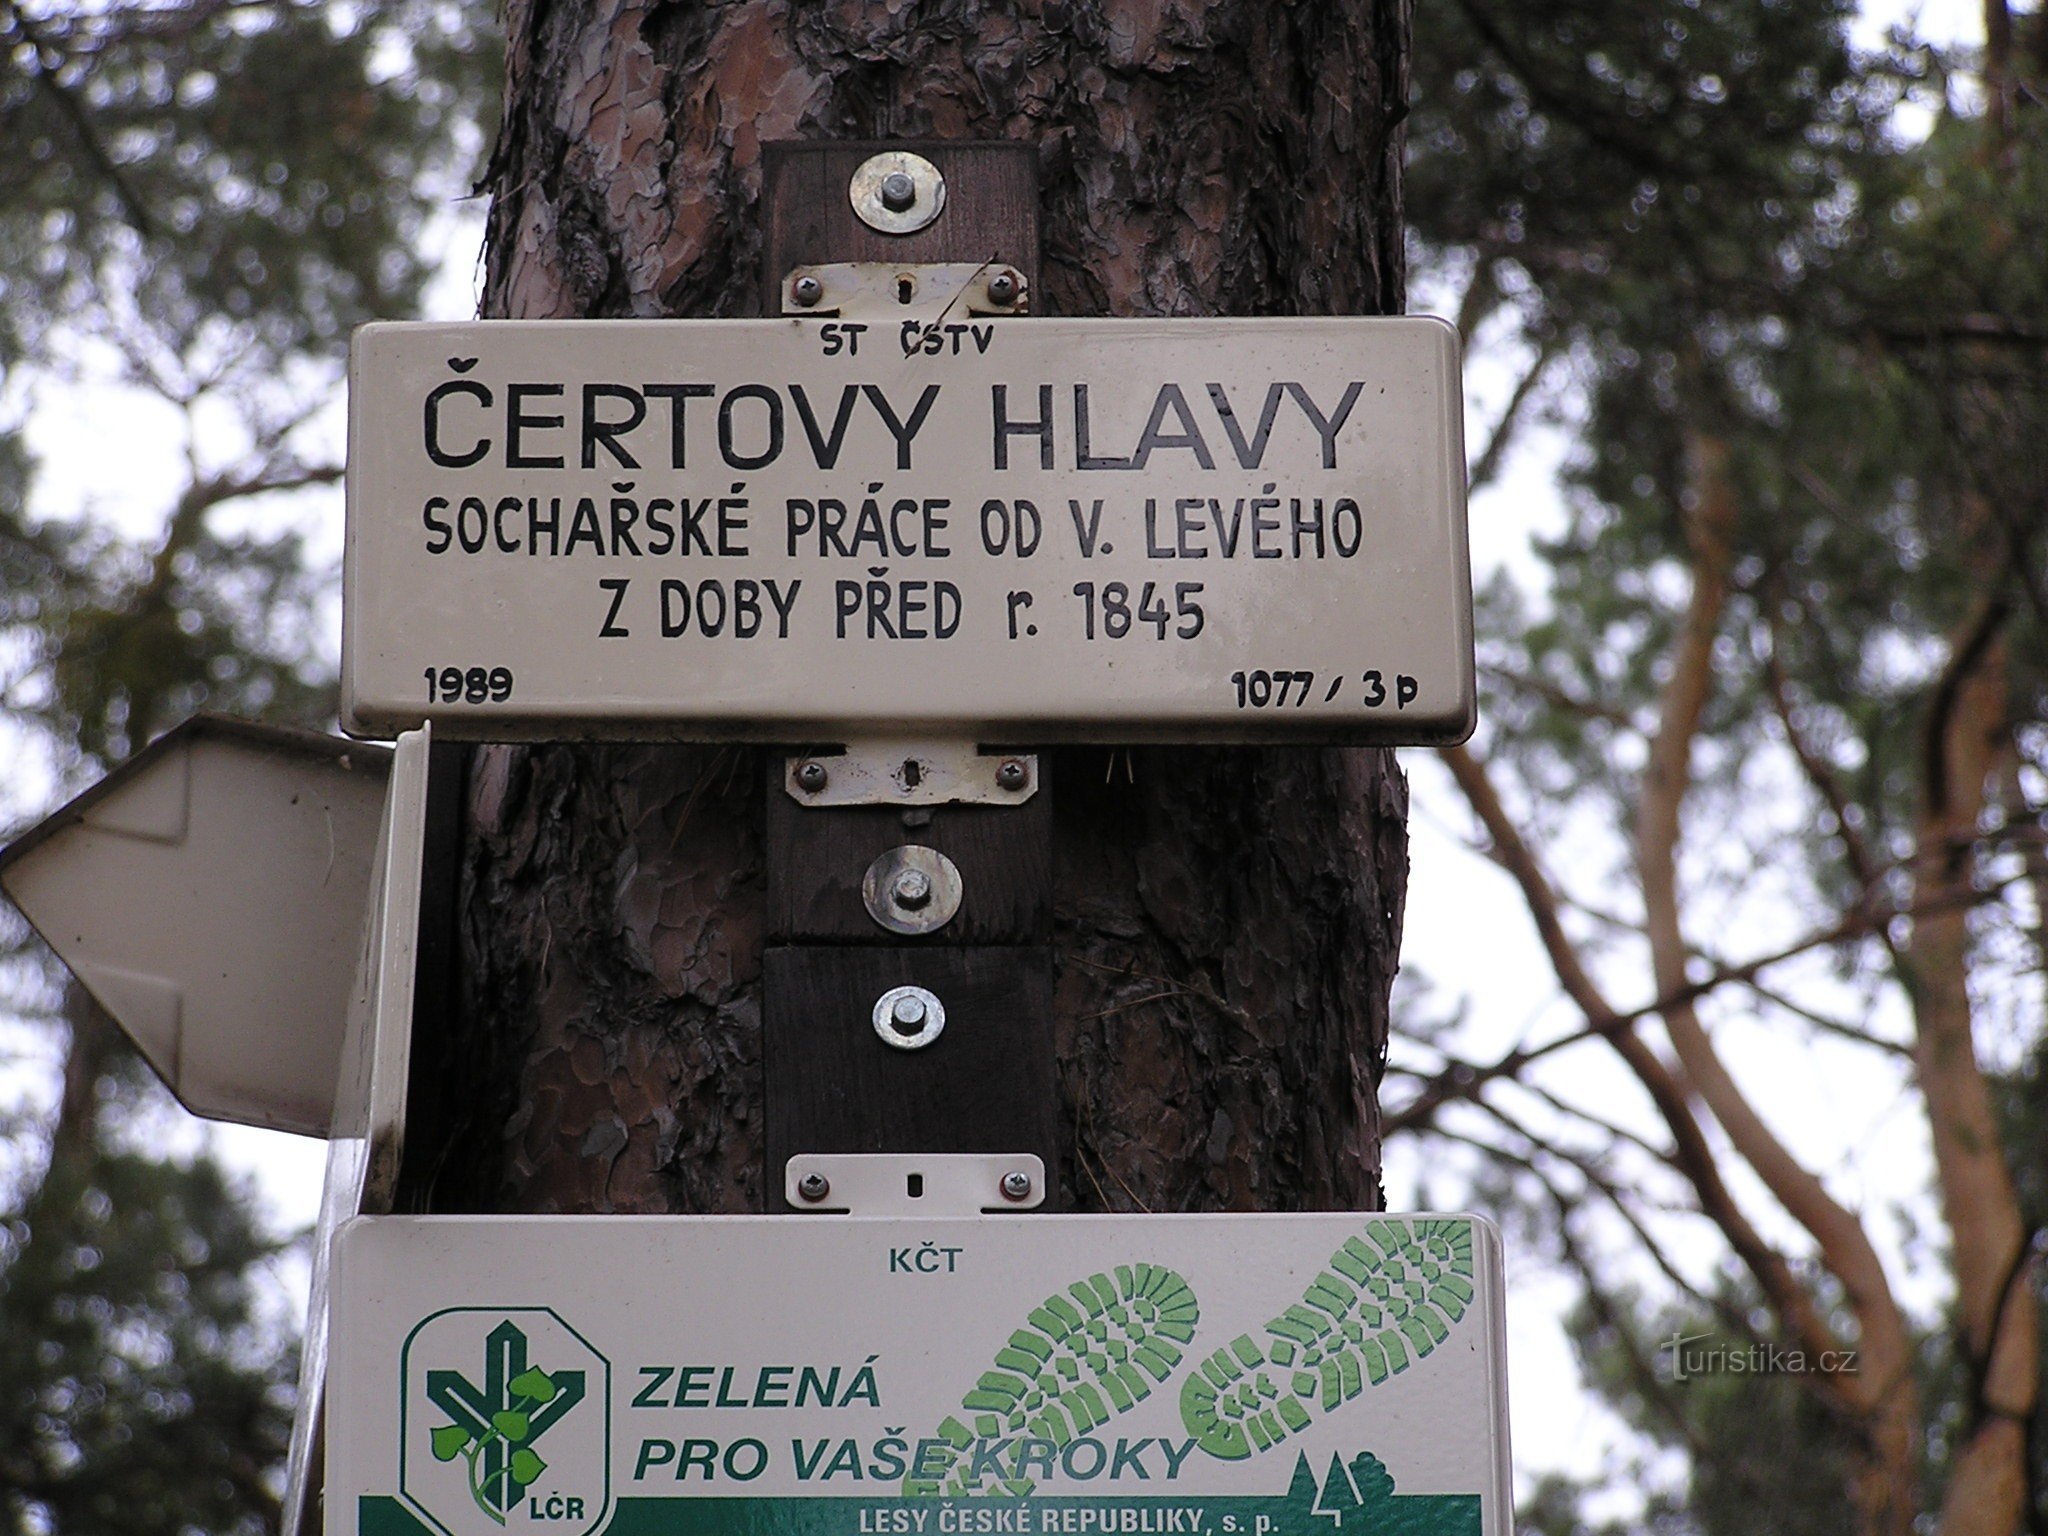 ST ČSTV
ČERTOVY HLAVY
SOCHAŘSKÉ PRÁCE OD V. LEVÉHO
Z DOBY PŘED r. 1845
1989 1077/3p
KČT
ZELENÁ
PRO VAŠE KROKY
LČR
LESY ČESKÉ REPUBLIKY, s. p.
Turistika.cz